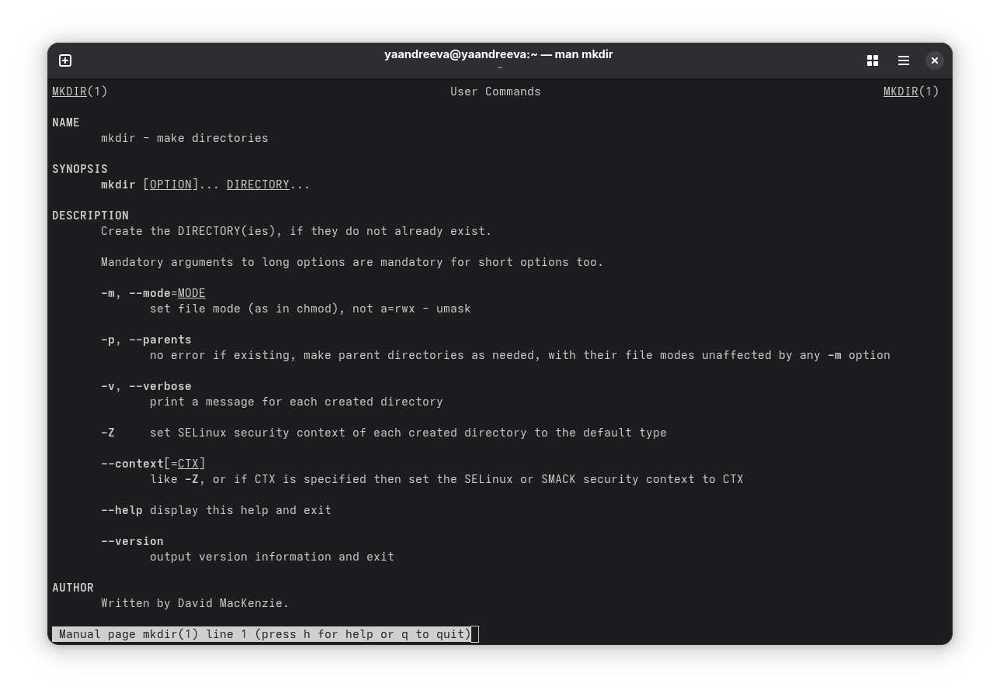 yaandreeva@yaandreeva:~ — man mkdir
~
MKDIR(1) User Commands MKDIR(1)
NAME
mkdir - make directories
SYNOPSIS
mkdir [OPTION]... DIRECTORY...
DESCRIPTION
Create the DIRECTORY(ies), if they do not already exist.
Mandatory arguments to long options are mandatory for short options too.
-m, --mode=MODE
set file mode (as in chmod), not a=rwx - umask
-p, --parents
no error if existing, make parent directories as needed, with their file modes unaffected by any -m option
-v, --verbose
print a message for each created directory
-Z set SELinux security context of each created directory to the default type
--context[=CTX]
like -Z, or if CTX is specified then set the SELinux or SMACK security context to CTX
--help display this help and exit
--version
output version information and exit
AUTHOR
Written by David MacKenzie.
Manual page mkdir(1) line 1 (press h for help or q to quit)